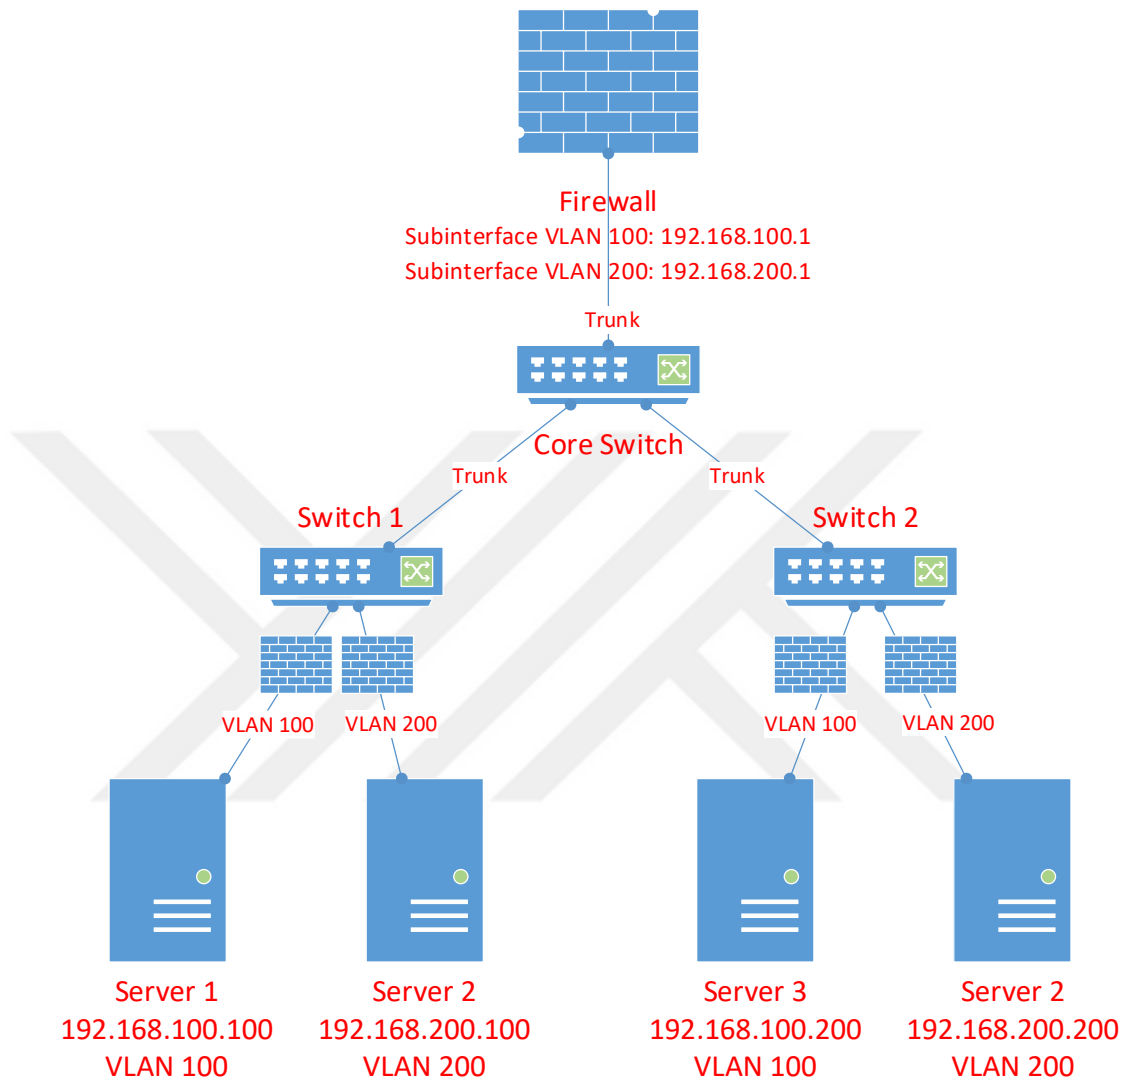 Firewall
Subinterface VLAN 100: 192.168.100.1
Subinterface VLAN 200: 192.168.200.1
Trunk
Core Switch
Trunk
Trunk
Switch 1
Switch 2
VLAN 100
VLAN 200
VLAN 100
VLAN 200
Server 1
192.168.100.100
VLAN 100
Server 2
192.168.200.100
VLAN 200
Server 3
192.168.100.200
VLAN 100
Server 2
192.168.200.200
VLAN 200